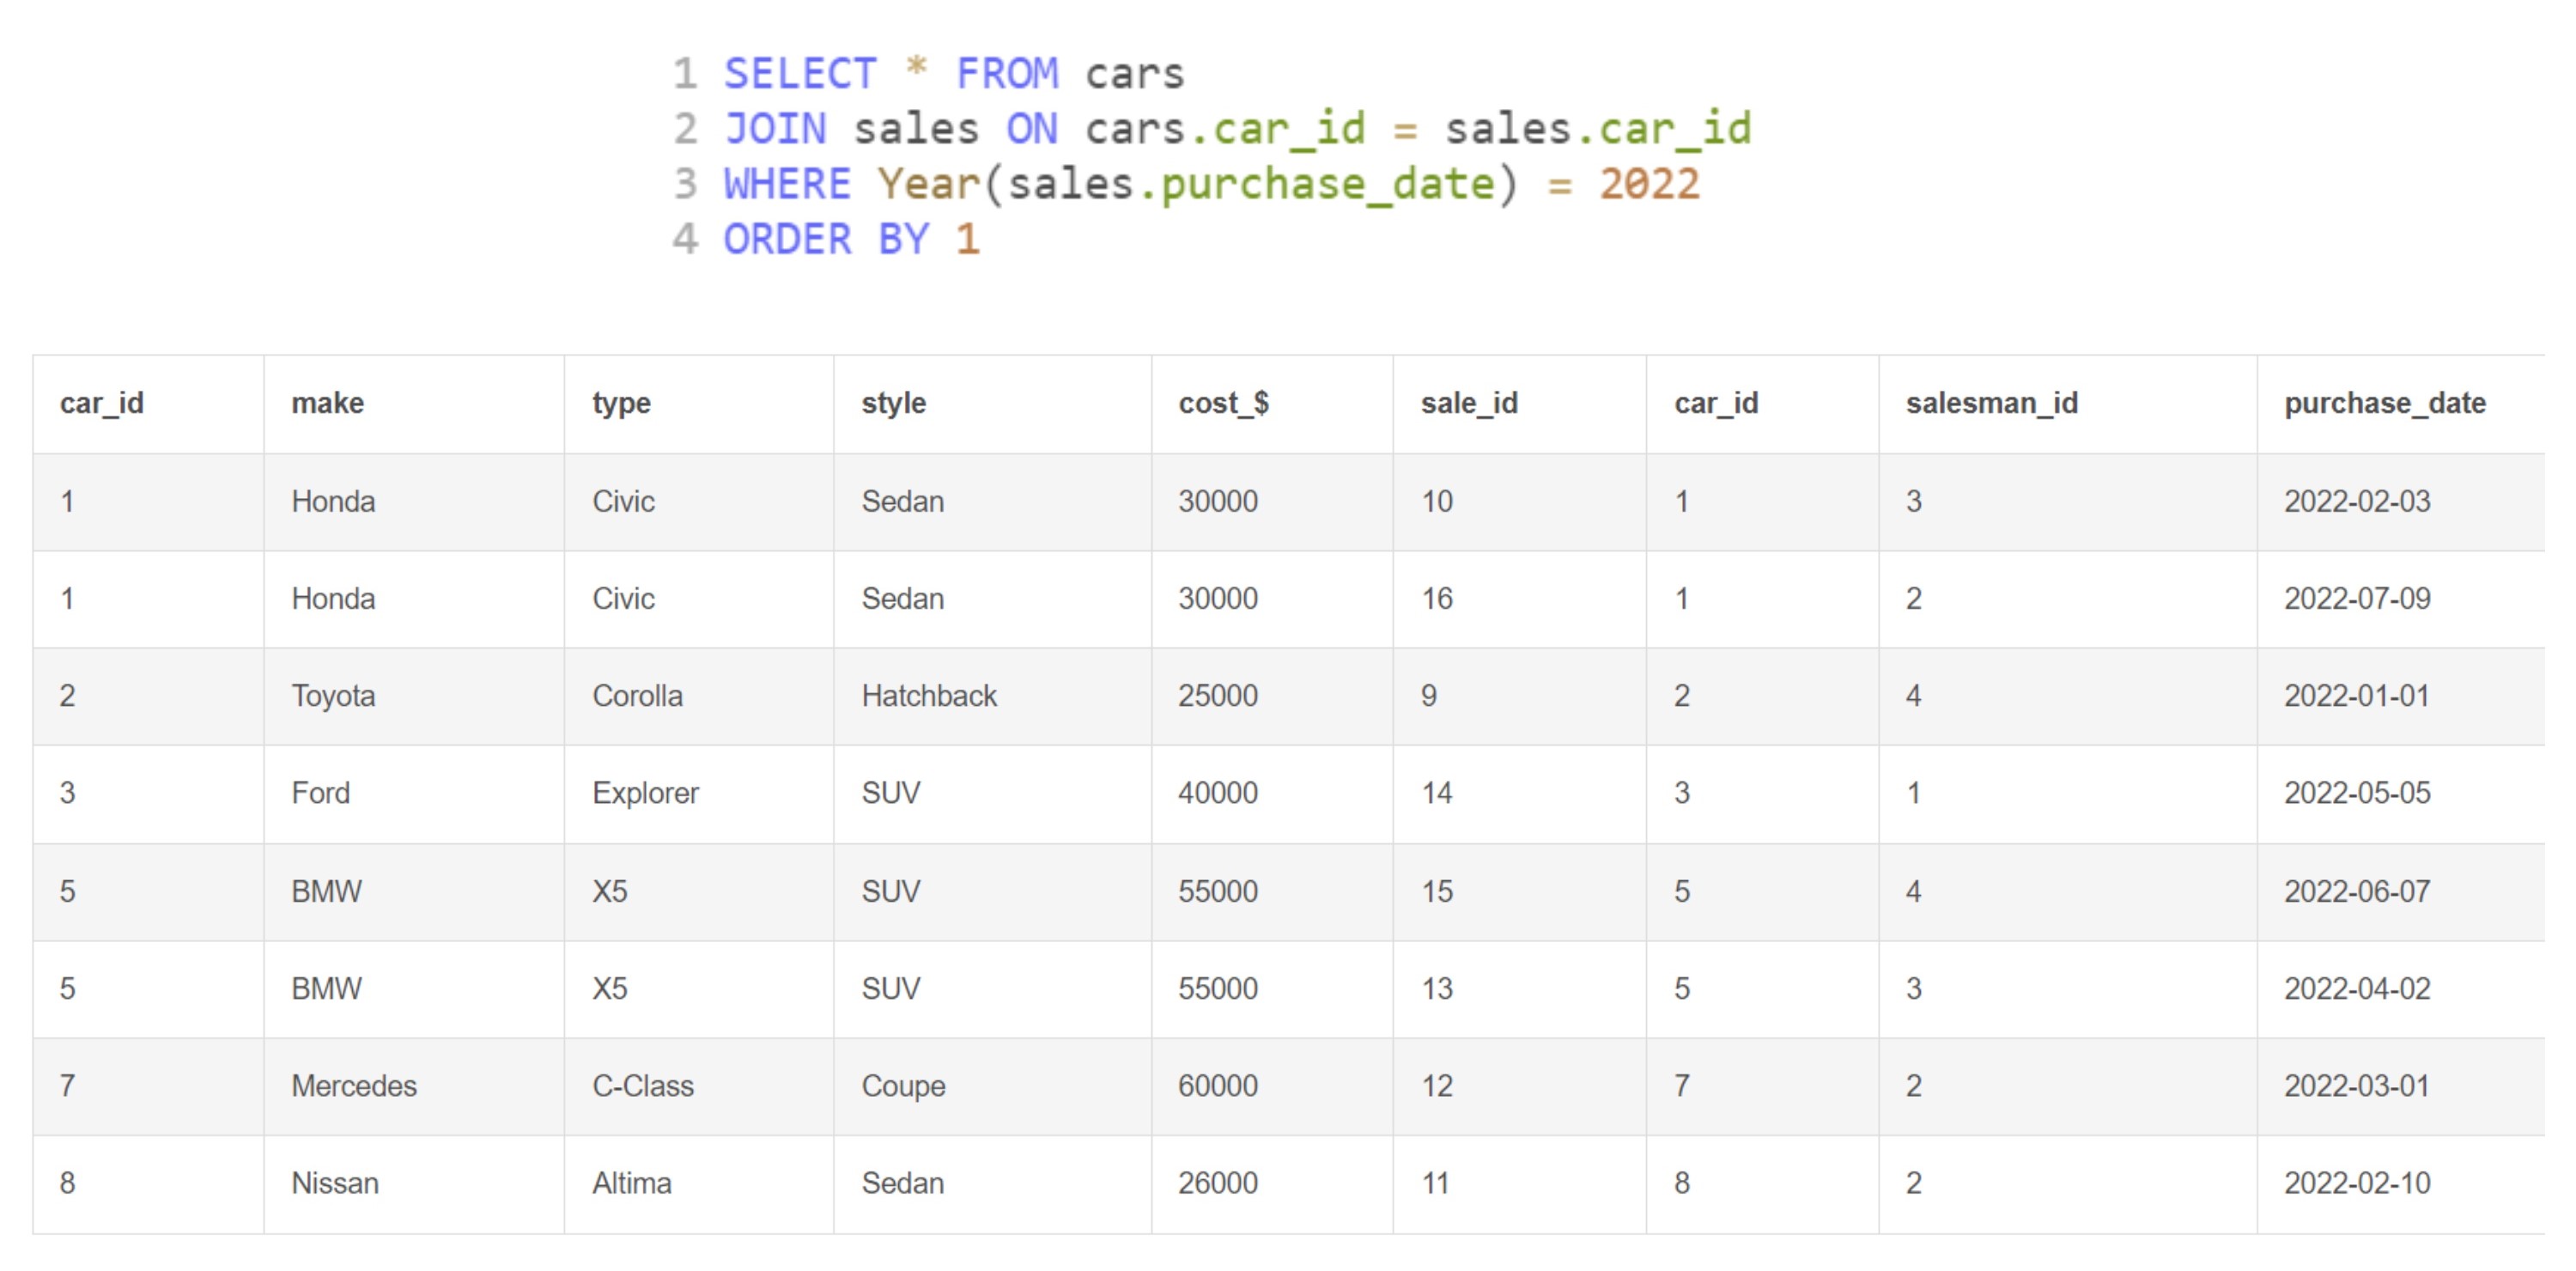 1 SELECT * FROM cars
2 JOIN sales ON cars.car_id = sales.car_id
3 WHERE Year(sales.purchase_date) = 2022
4 ORDER BY 1
car_id make type style cost_$ sale_id car_id salesman_id purchase_date
1 Honda Civic Sedan 30000 10 1 3 2022-02-03
1 Honda Civic Sedan 30000 16 1 2 2022-07-09
2 Toyota Corolla Hatchback 25000 9 2 4 2022-01-01
3 Ford Explorer SUV 40000 14 3 1 2022-05-05
5 BMW X5 SUV 55000 15 5 4 2022-06-07
5 BMW X5 SUV 55000 13 5 3 2022-04-02
7 Mercedes C-Class Coupe 60000 12 7 2 2022-03-01
8 Nissan Altima Sedan 26000 11 8 2 2022-02-10